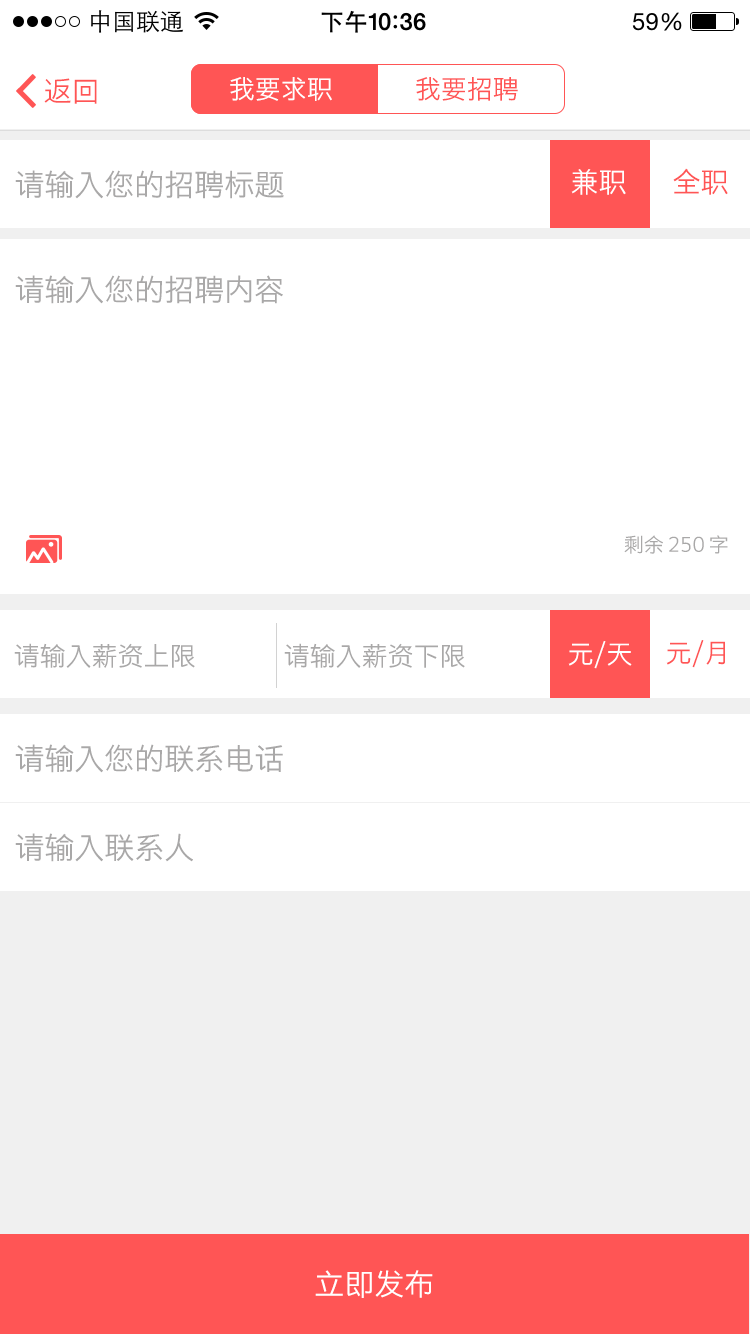 中国联通 下午10:36 59%
返回 我要求职 我要招聘
请输入您的招聘标题 兼职 全职
请输入您的招聘内容
剩余 250 字
请输入薪资上限 请输入薪资下限 元/天 元/月
请输入您的联系电话
请输入联系人
立即发布